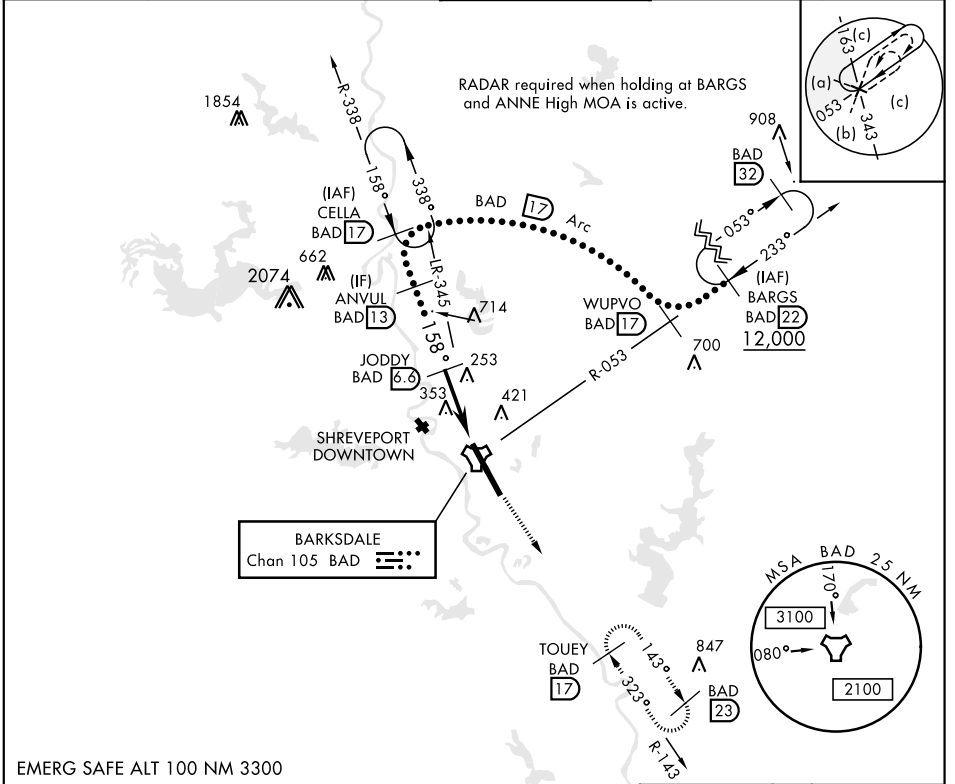 RADAR required when holding at BARGS
and ANNE High MOA is active.
163
(c)
(a)
(c)
053
(b)
343
1854
R-338
158°
338°
908
BAD
32
053°
233°
(IAF)
CELLA
BAD 17
BAD 17 Arc
662
2074
(IF)
ANVUL
BAD 13
LR-345
714
158°
WUPVO
BAD 17
(IAF)
BARGS
BAD 22
12,000
700
R-053
JODDY
BAD 6.6
253
353
421
SHREVEPORT
DOWNTOWN
BARKSDALE
Chan 105 BAD
MSA BAD 25 NM
170°
3100
080°
2100
TOUEY
BAD
17
143°
323°
847
BAD
23
R-143
EMERG SAFE ALT 100 NM 3300